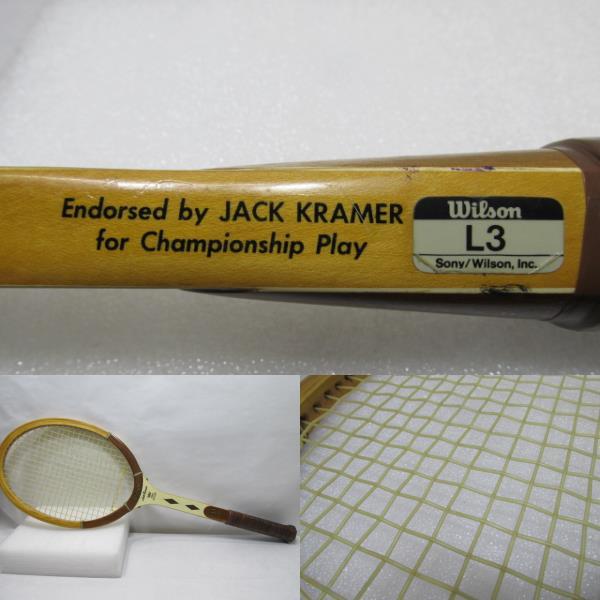 Endorsed by JACK KRAMER
for Championship Play
Wilson
L3
Sony/Wilson, Inc.